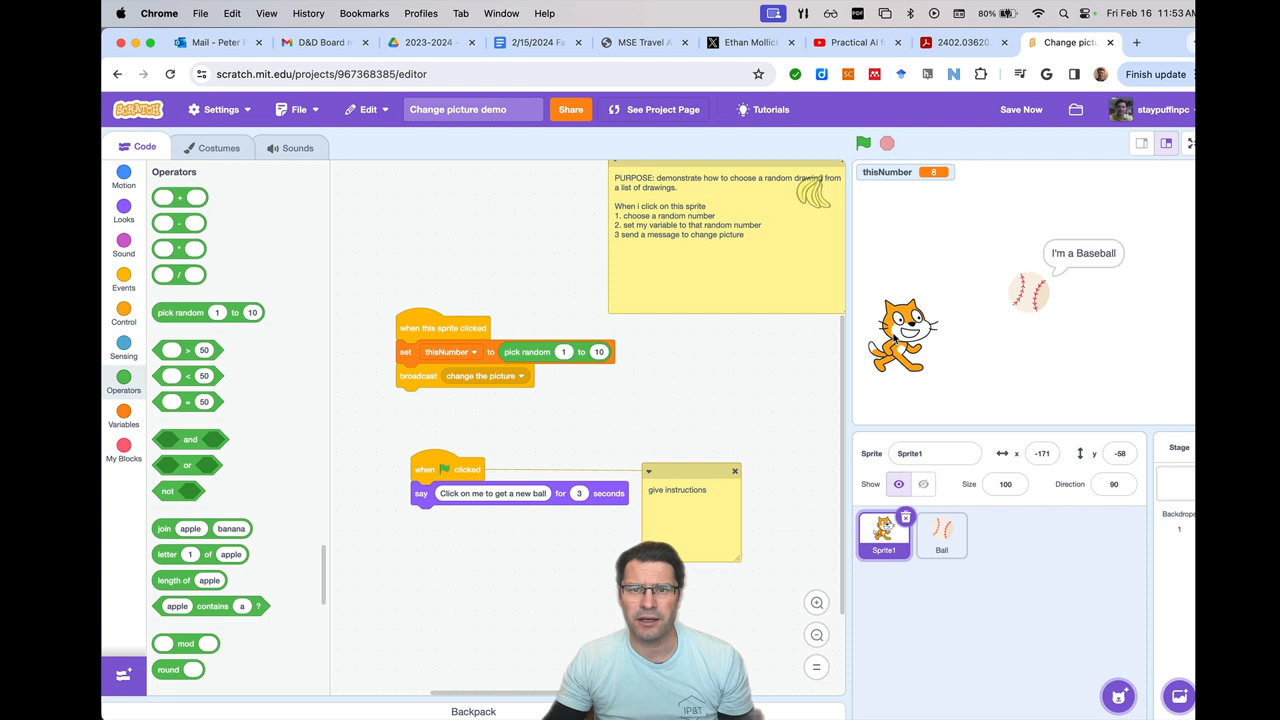 Chrome File Edit View History Bookmarks Profiles Tab Window Help 80% Fri Feb 16 11:53
Mail – Peter D&D Board m 2023-2024 - 2/15/2024 MSE Travel A Ethan Mollic Practical AI f 2402.03620 Change pictur
scratch.mit.edu/projects/967368385/editor Finish update
SCRATCH Settings File Edit Change picture demo Share See Project Page Tutorials Save Now staypuffinpc
Code Costumes Sounds
Motion
Looks
Sound
Events
Control
Sensing
Operators
Variables
My Blocks
Operators
+
-
*
/
pick random 1 to 10
> 50
< 50
= 50
and
or
not
join apple banana
letter 1 of apple
length of apple
apple contains a ?
mod
round
PURPOSE: demonstrate how to choose a random drawing from
a list of drawings.
When i click on this sprite
1. choose a random number
2. set my variable to that random number
3 send a message to change picture
when this sprite clicked
set thisNumber to pick random 1 to 10
broadcast change the picture
when clicked
say Click on me to get a new ball for 3 seconds
give instructions
IP&T
thisNumber 8
I'm a Baseball
Sprite Sprite1 x -171 y -58
Show Size 100 Direction 90
Sprite1 Ball
Stage
Backdrops
1
Backpack